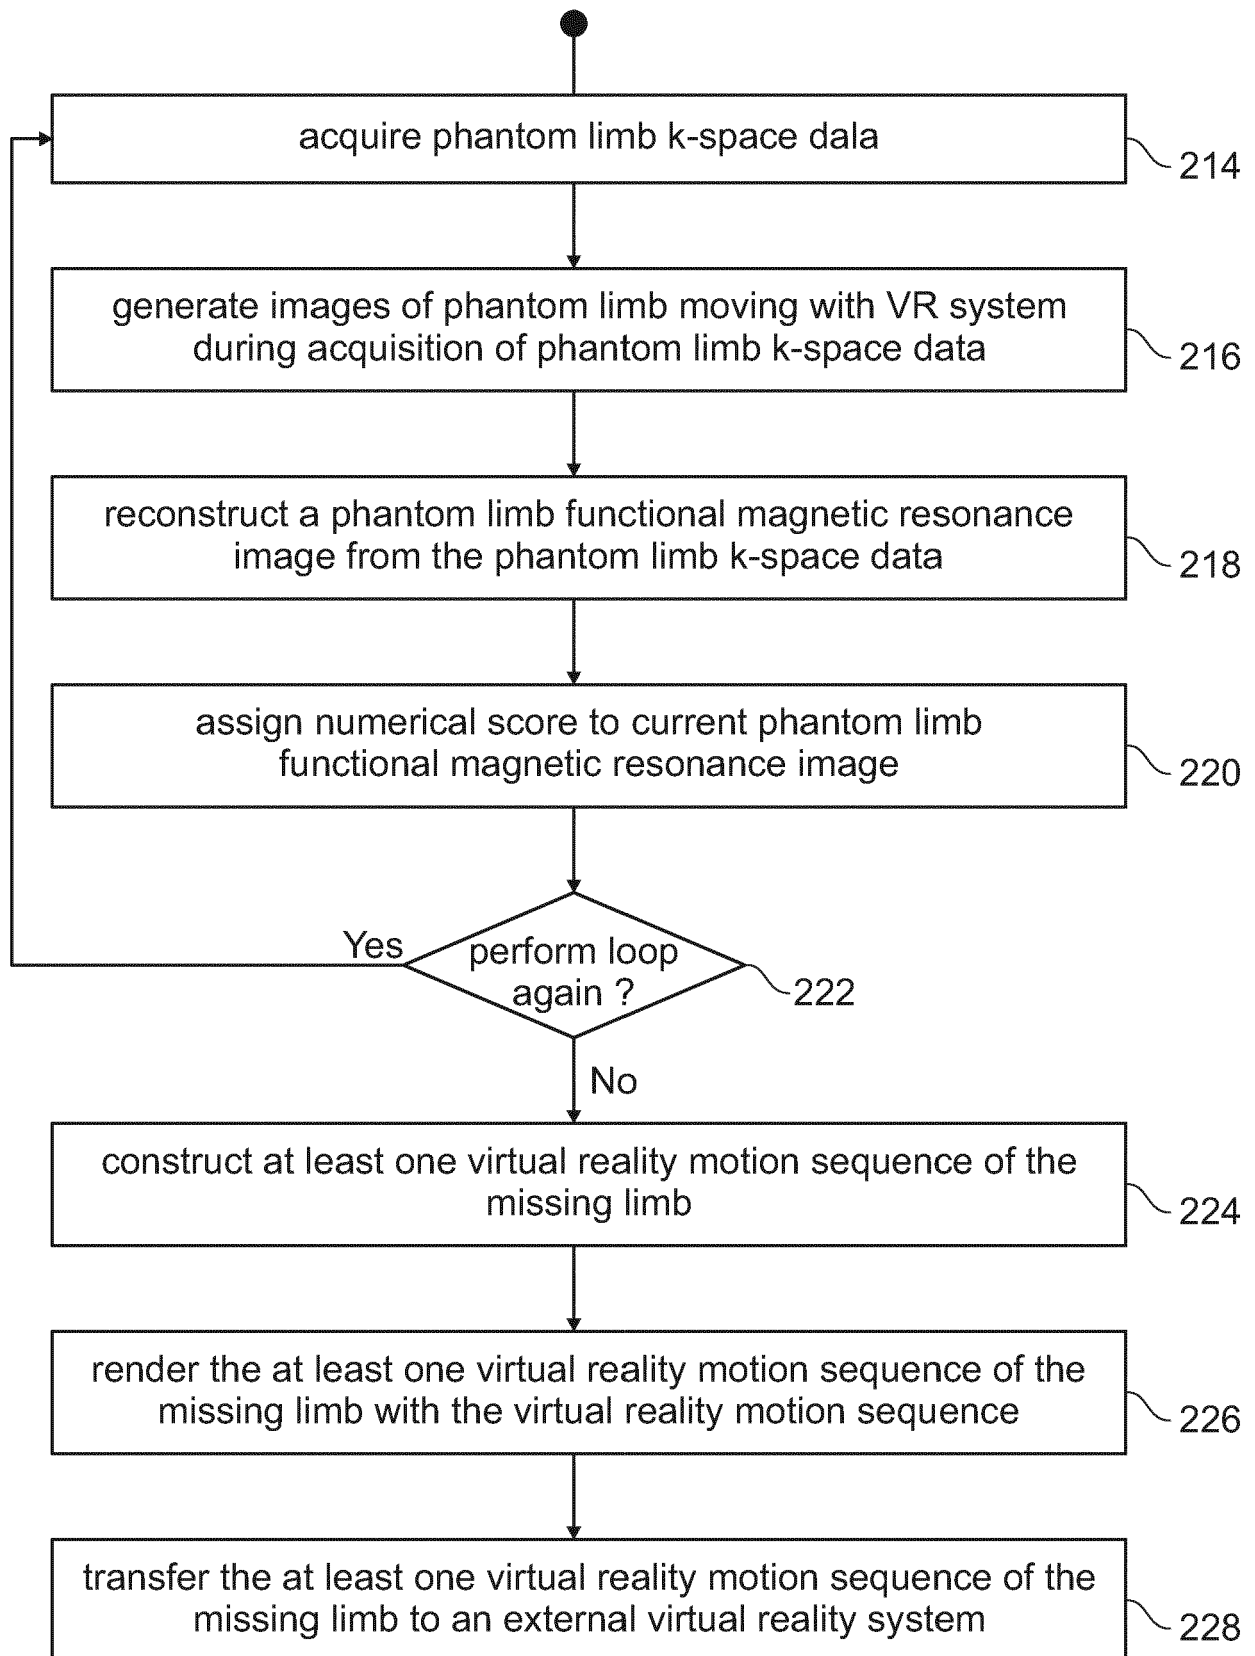 acquire phantom limb k-space dala
214
generate images of phantom limb moving with VR system
during acquisition of phantom limb k-space data
216
reconstruct a phantom limb functional magnetic resonance
image from the phantom limb k-space data
218
assign numerical score to current phantom limb
functional magnetic resonance image
220
Yes
perform loop
again ?
222
No
construct at least one virtual reality motion sequence of the
missing limb
224
render the at least one virtual reality motion sequence of the
missing limb with the virtual reality motion sequence
226
transfer the at least one virtual reality motion sequence of the
missing limb to an external virtual reality system
228